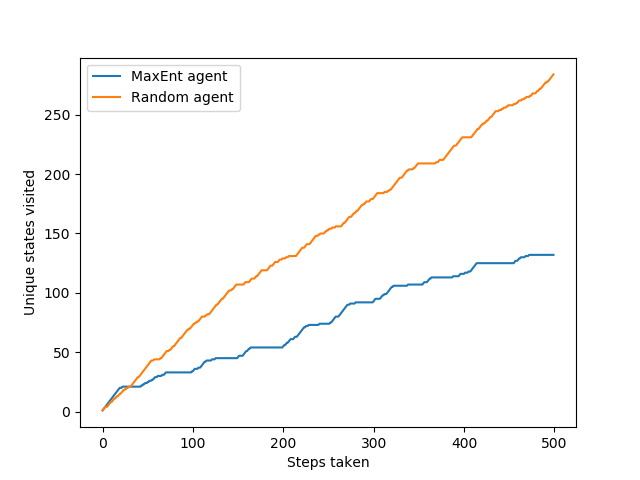 MaxEnt agent
Random agent
Unique states visited
250
200
150
100
50
0
0 100 200 300 400 500
Steps taken